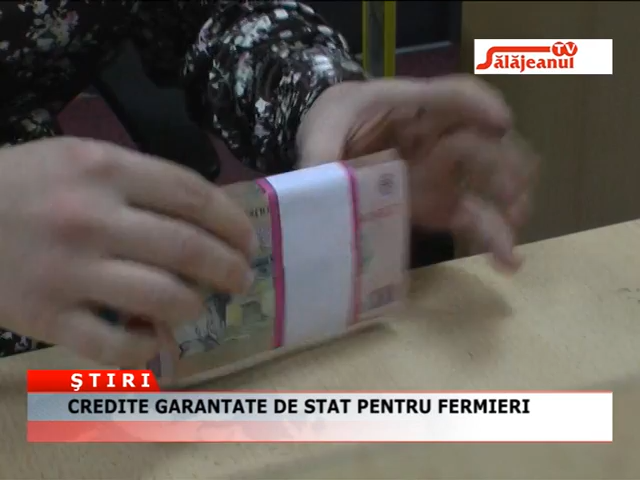 Sălăjeanul TV
ŞTIRI
CREDITE GARANTATE DE STAT PENTRU FERMIERI